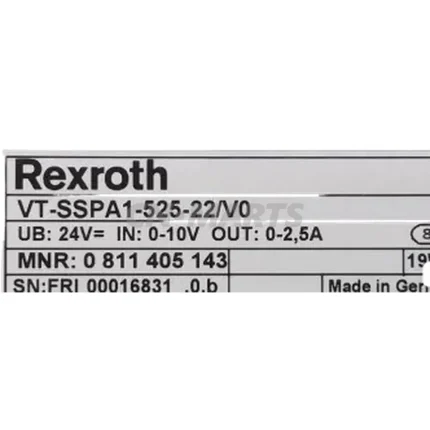 Rexroth
VT-SSPA1-525-22/V0
UB: 24V= IN: 0-10V OUT: 0-2,5A
MNR: 0 811 405 143
SN:FRI 00016831 .0.b Made in